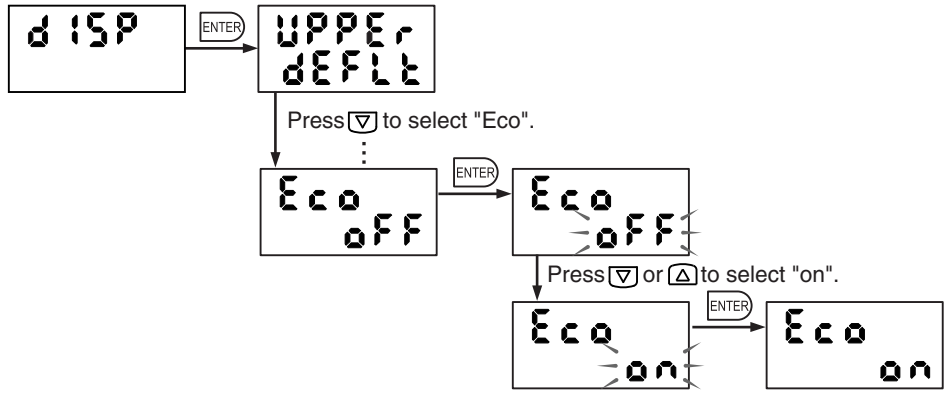 dISP
ENTER
UPPEr
dEFLt
Press ▽ to select "Eco".
Eco
oFF
ENTER
Eco
oFF
Press ▽ or △ to select "on".
Eco
on
ENTER
Eco
on